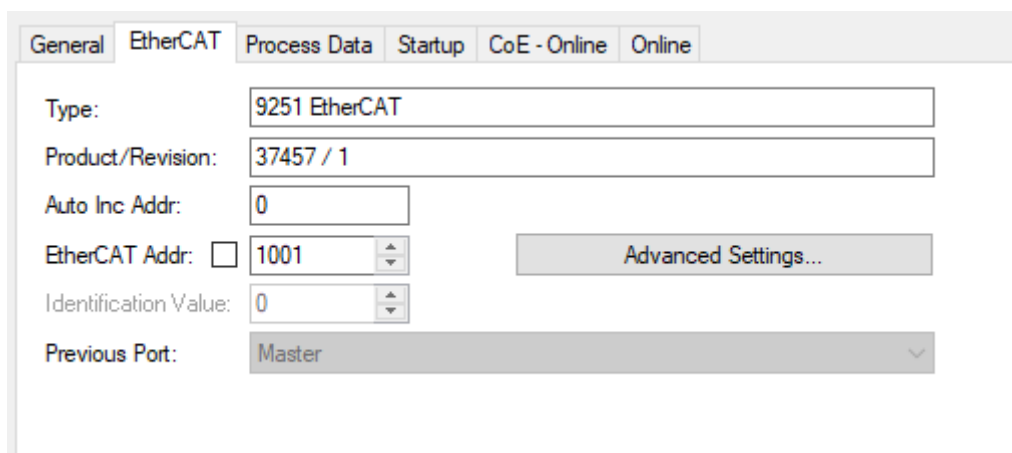 General EtherCAT Process Data Startup CoE - Online Online
Type: 9251 EtherCAT
Product/Revision: 37457 / 1
Auto Inc Addr: 0
EtherCAT Addr: 1001 Advanced Settings...
Identification Value: 0
Previous Port: Master